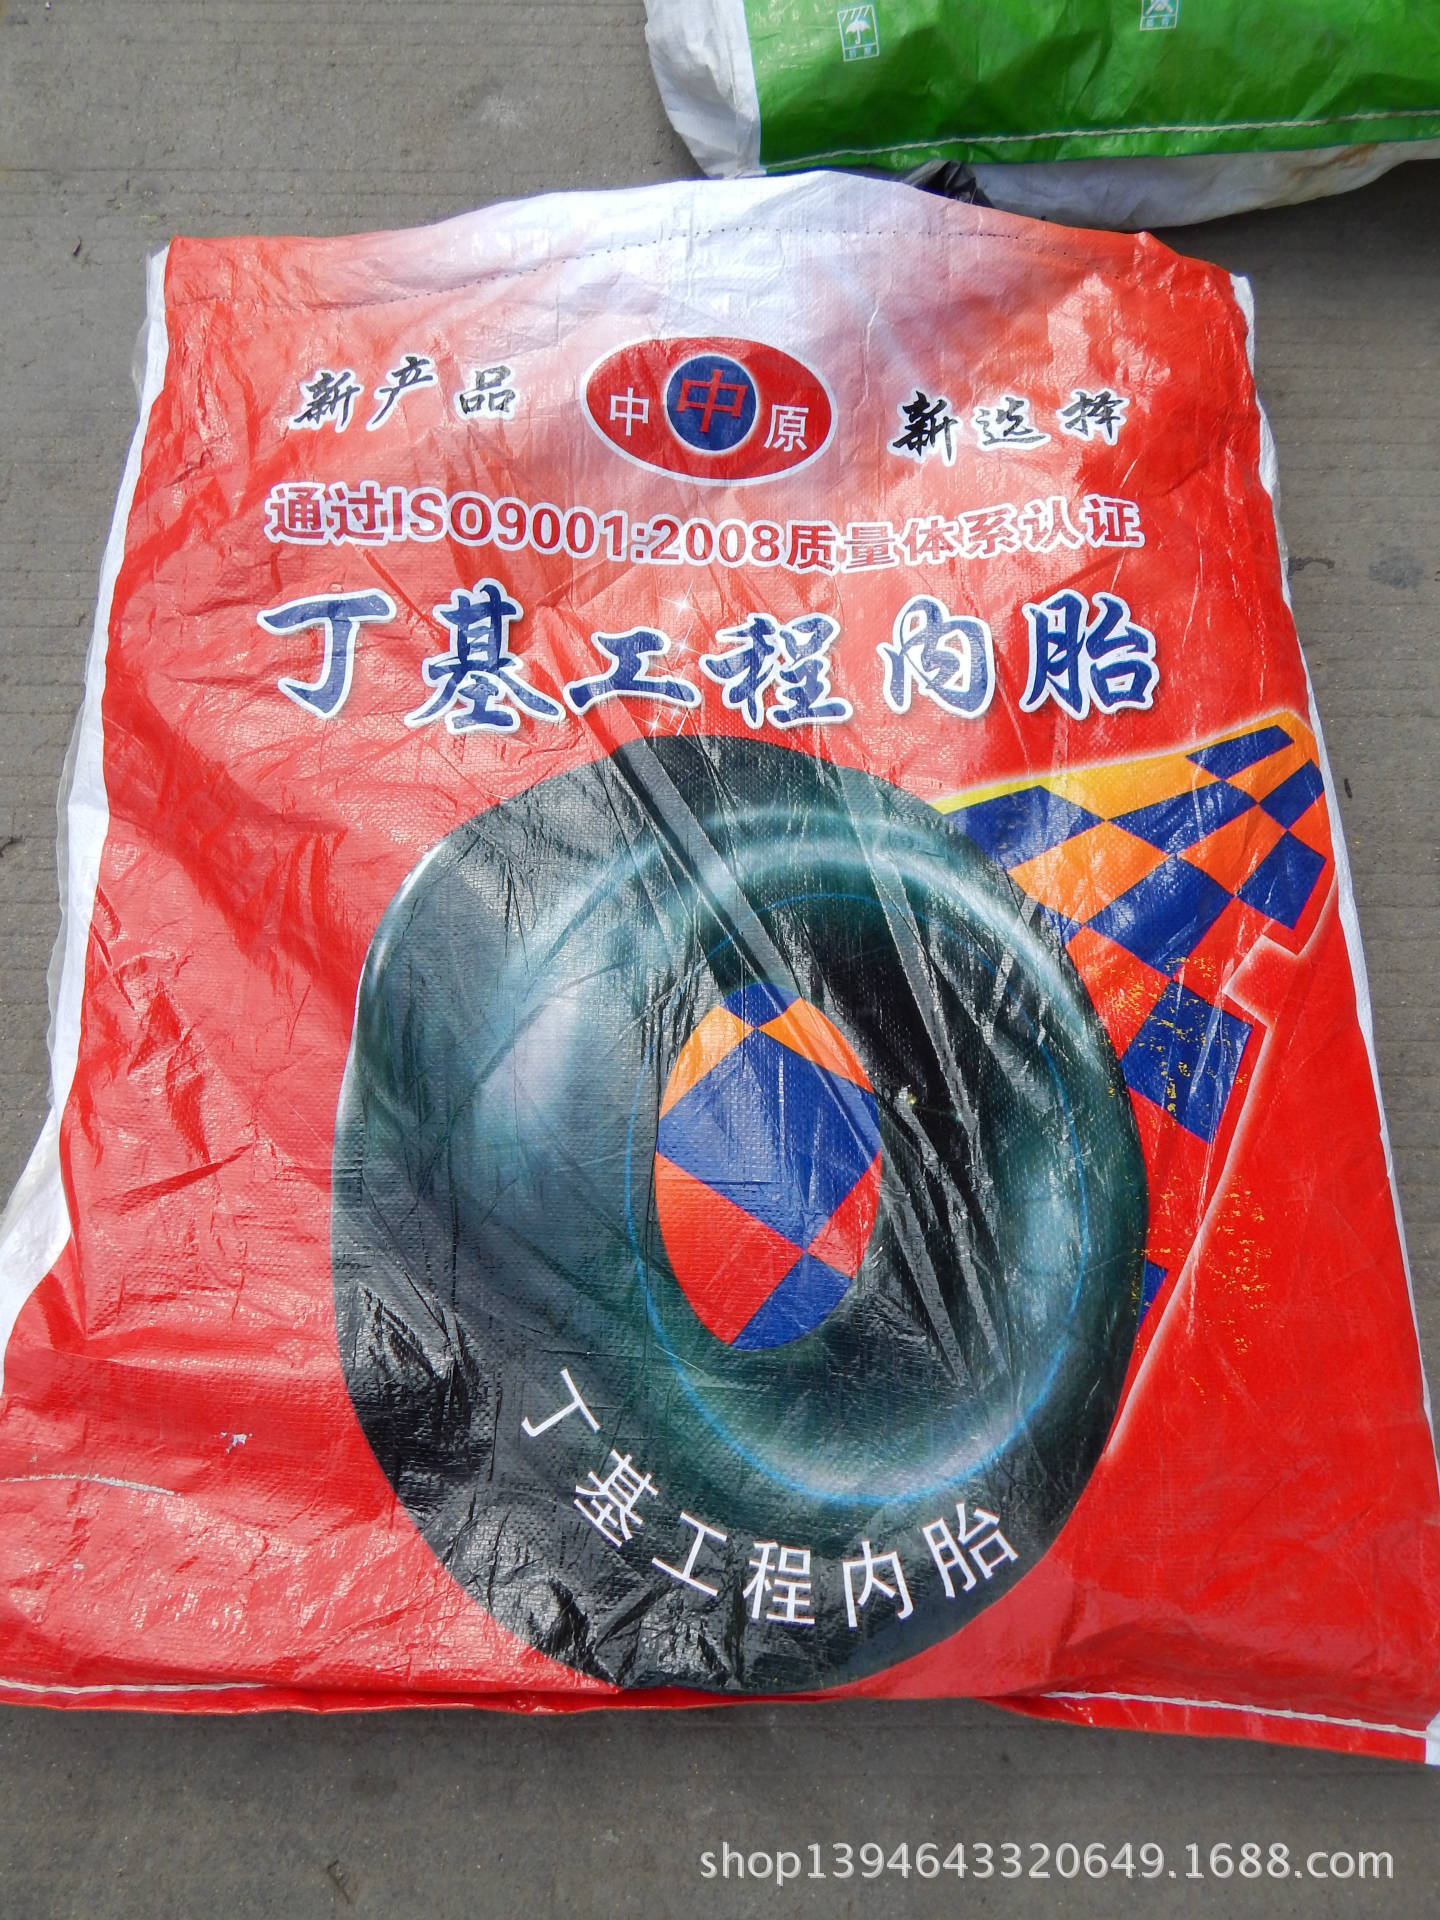 新产品 中中原 新选择
通过ISO9001:2008质量体系认证
丁基工程内胎
丁基工程内胎
shop1394643320649.1688.com